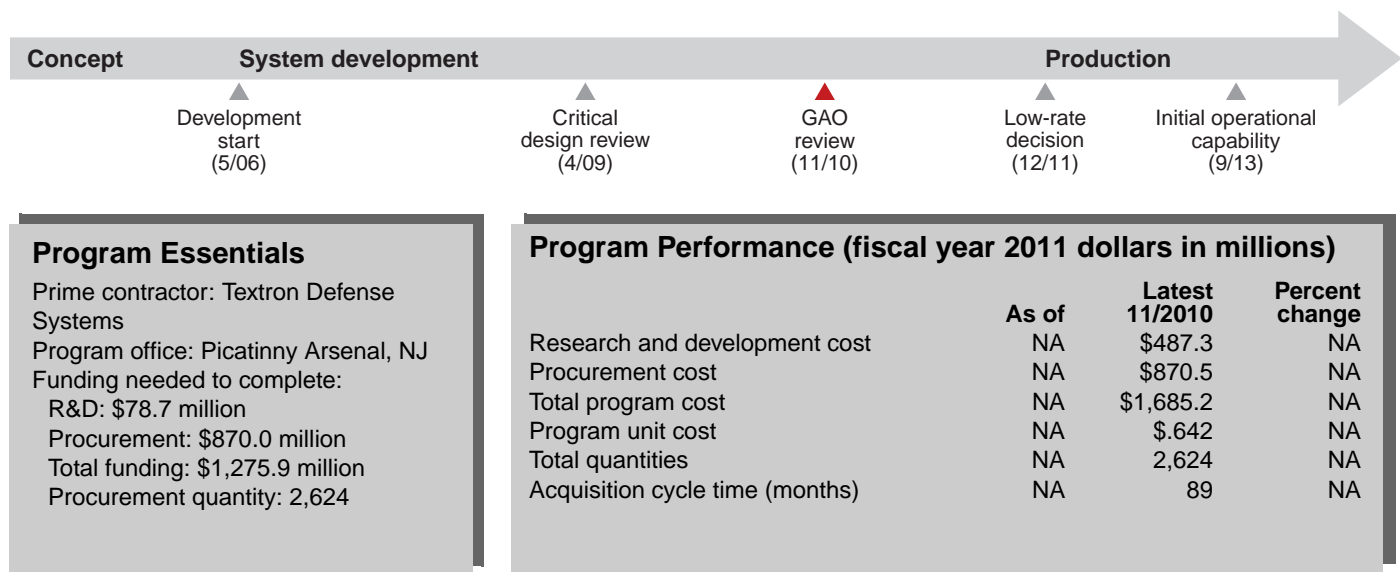 Concept System development Production
Development start (5/06)
Critical design review (4/09)
GAO review (11/10)
Low-rate decision (12/11)
Initial operational capability (9/13)
Program Essentials
Prime contractor: Textron Defense
Systems
Program office: Picatinny Arsenal, NJ
Funding needed to complete:
R&D: $78.7 million
Procurement: $870.0 million
Total funding: $1,275.9 million
Procurement quantity: 2,624
Program Performance (fiscal year 2011 dollars in millions)
As of Latest 11/2010 Percent change
Research and development cost NA $487.3 NA
Procurement cost NA $870.5 NA
Total program cost NA $1,685.2 NA
Program unit cost NA $.642 NA
Total quantities NA 2,624 NA
Acquisition cycle time (months) NA 89 NA